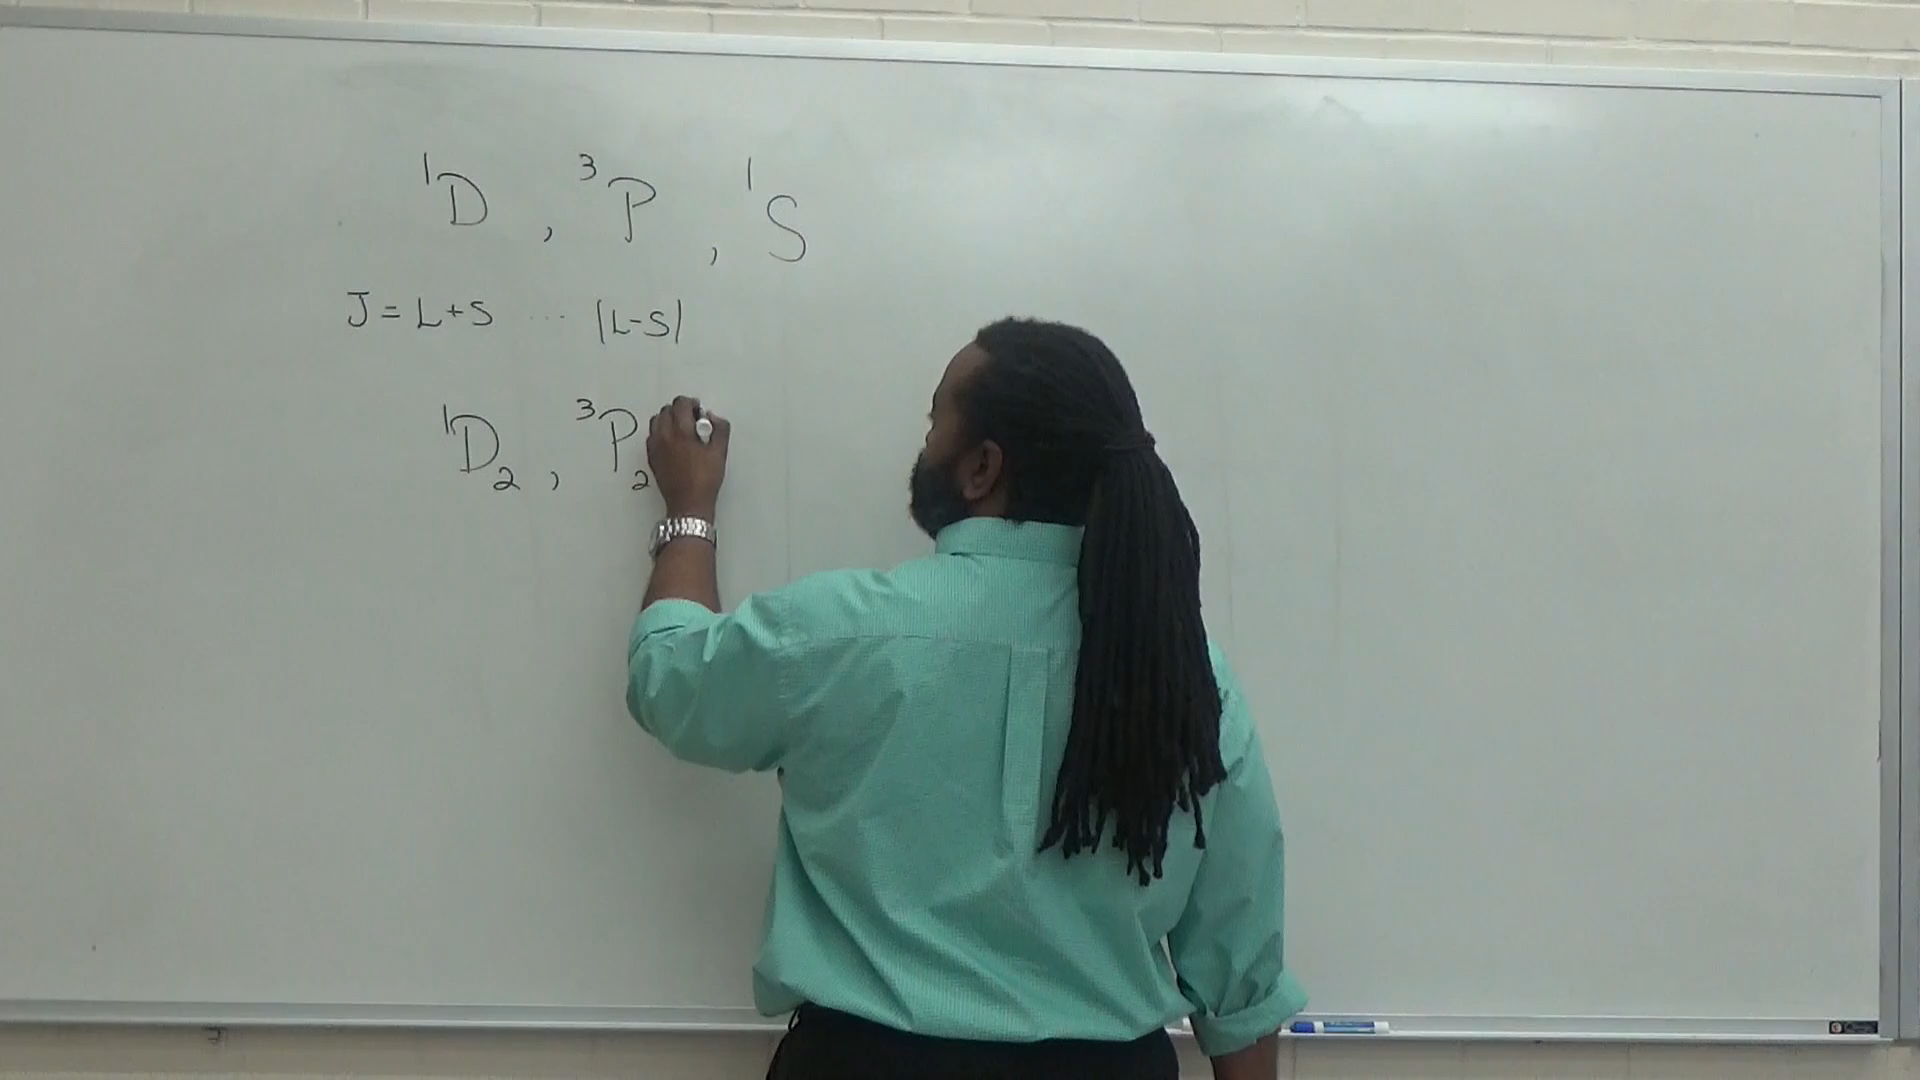 ¹D , ³P , ¹S
J = L+S ... |L-S|
¹D₂ , ³P₂